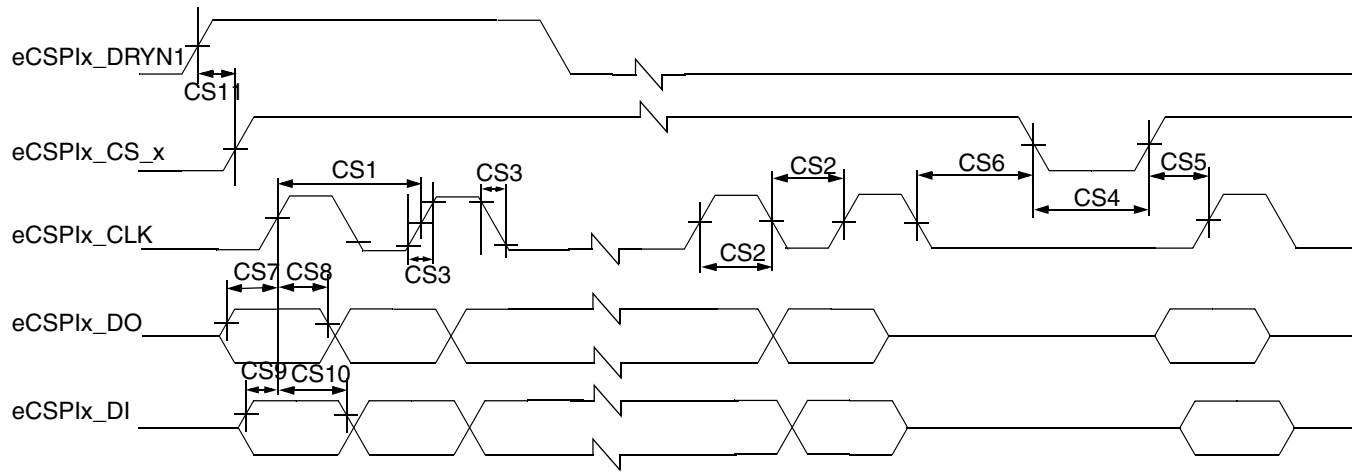 eCSPIx_DRYN1
CS11
eCSPIx_CS_x
CS1
CS3
CS2
CS6
CS5
CS4
eCSPIx_CLK
CS3
CS2
CS7
CS8
eCSPIx_DO
CS9
CS10
eCSPIx_DI